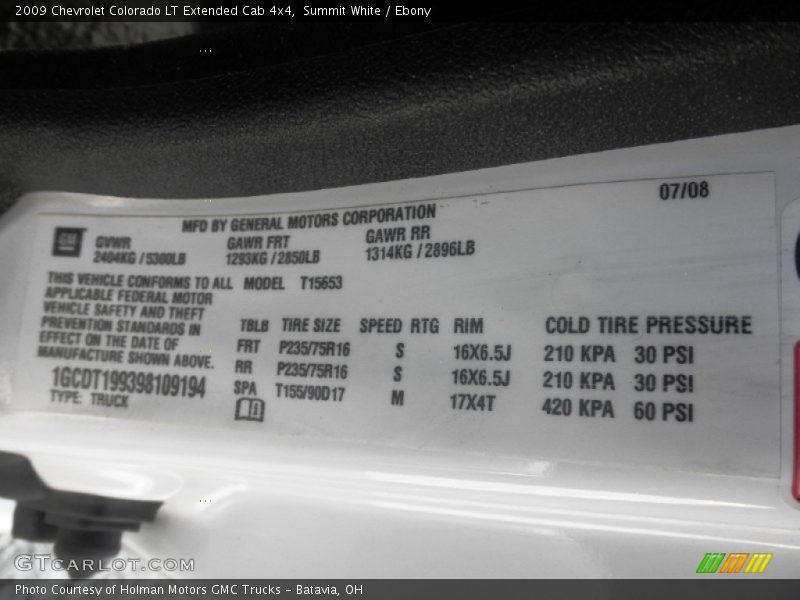 2009 Chevrolet Colorado LT Extended Cab 4x4, Summit White / Ebony
07/08
MFD BY GENERAL MOTORS CORPORATION
GM
GVWR GAWR FRT GAWR RR
2404KG / 5300LB 1293KG / 2850LB 1314KG / 2896LB
THIS VEHICLE CONFORMS TO ALL MODEL T15653
APPLICABLE FEDERAL MOTOR
VEHICLE SAFETY AND THEFT
PREVENTION STANDARDS IN
EFFECT ON THE DATE OF
MANUFACTURE SHOWN ABOVE.
1GCDT199398109194
TYPE: TRUCK
TBLB TIRE SIZE SPEED RTG RIM COLD TIRE PRESSURE
FRT P235/75R16 S 16X6.5J 210 KPA 30 PSI
RR P235/75R16 S 16X6.5J 210 KPA 30 PSI
SPA T155/90D17 M 17X4T 420 KPA 60 PSI
GTCARLOT.COM
Photo Courtesy of Holman Motors GMC Trucks - Batavia, OH